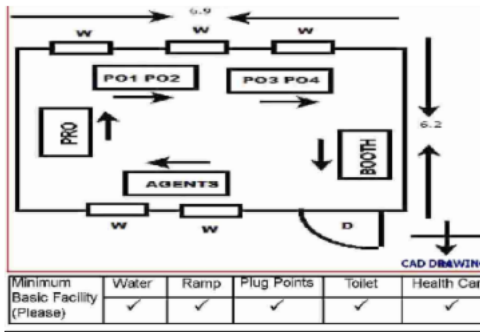 6.9
W W W
PO1 PO2 PO3 PO4
6.2
PRO
BOOTH
AGENTS
W W D
CAD DRAWING
Minimum Basic Facility (Please) Water Ramp Plug Points Toilet Health Car
✓ ✓ ✓ ✓ ✓